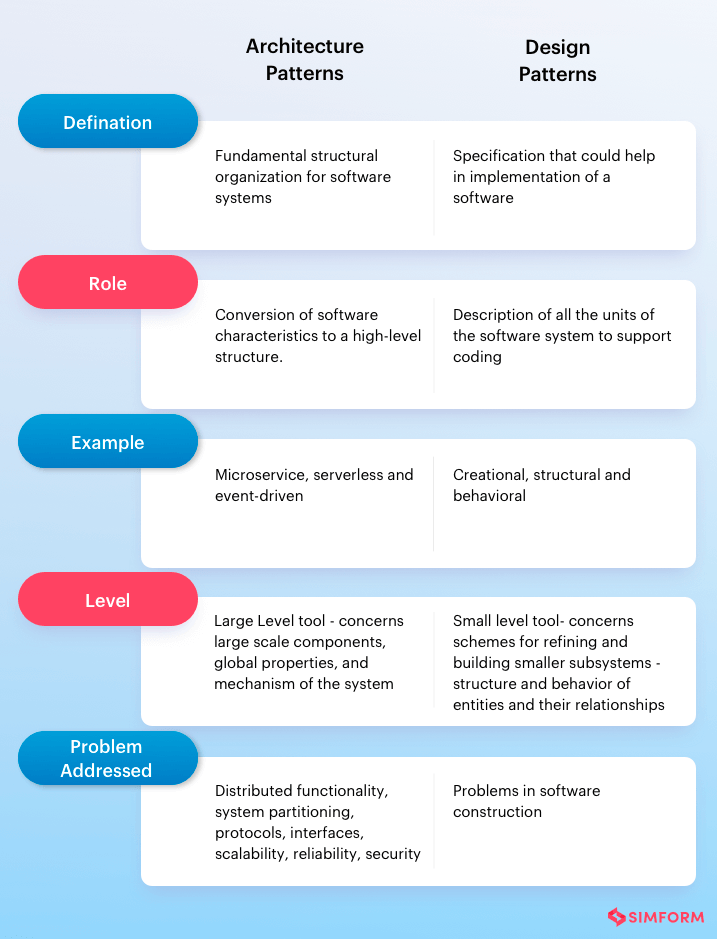 Architecture
Patterns
Design
Patterns
Defination
Fundamental structural
organization for software
systems
Specification that could help
in implementation of a
software
Role
Conversion of software
characteristics to a high-level
structure.
Description of all the units of
the software system to support
coding
Example
Microservice, serverless and
event-driven
Creational, structural and
behavioral
Level
Large Level tool - concerns
large scale components,
global properties, and
mechanism of the system
Small level tool- concerns
schemes for refining and
building smaller subsystems -
structure and behavior of
entities and their relationships
Problem
Addressed
Distributed functionality,
system partitioning,
protocols, interfaces,
scalability, reliability, security
Problems in software
construction
SIMFORM